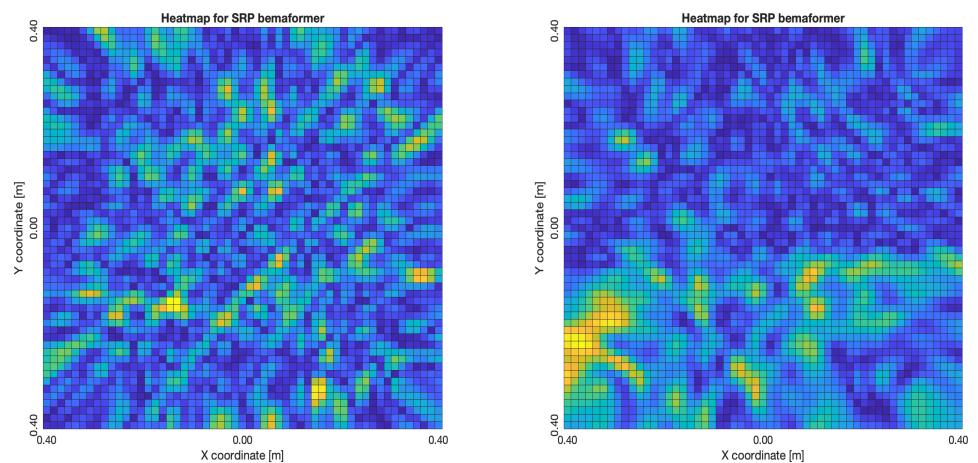 Heatmap for SRP bemaformer
0.40
0.00
0.40
Y coordinate [m]
0.40 0.00 0.40
X coordinate [m]
Heatmap for SRP bemaformer
0.40
0.00
0.40
Y coordinate [m]
0.40 0.00 0.40
X coordinate [m]